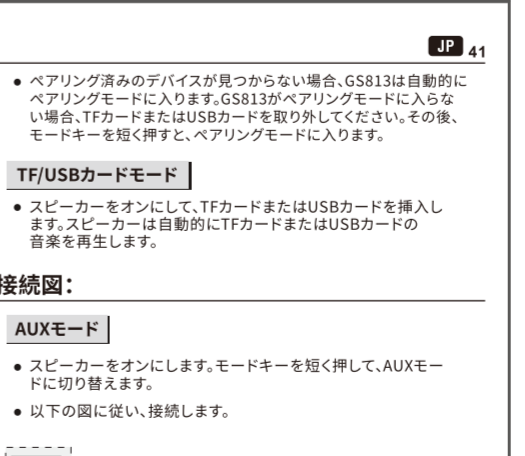 JP 41
● ペアリング済みのデバイスが見つからない場合、GS813は自動的に
ペアリングモードに入ります。GS813がペアリングモードに入らな
い場合、TFカードまたはUSBカードを取り外してください。その後、
モードキーを短く押すと、ペアリングモードに入ります。
TF/USBカードモード
● スピーカーをオンにして、TFカードまたはUSBカードを挿入し
ます。スピーカーは自動的にTFカードまたはUSBカードの
音楽を再生します。
接続図：
AUXモード
● スピーカーをオンにします。モードキーを短く押して、AUXモー
ドに切り替えます。
● 以下の図に従い、接続します。